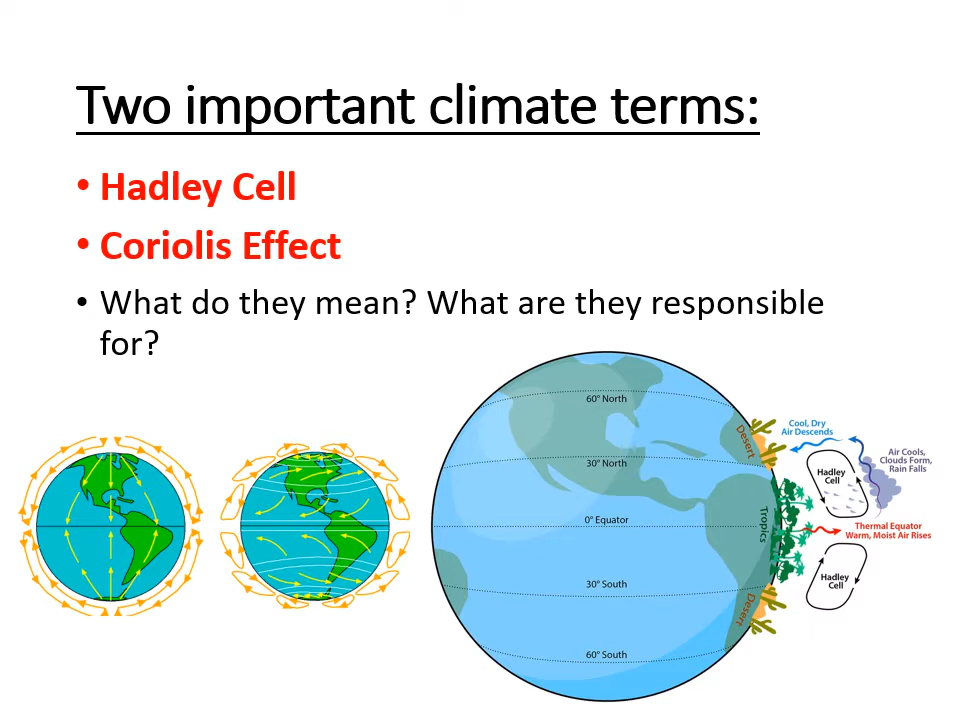 Two important climate terms:
• Hadley Cell
• Coriolis Effect
• What do they mean? What are they responsible
for?
60° North
30° North
0° Equator
30° South
60° South
Desert
Tropics
Desert
Cool, Dry
Air Descends
Air Cools,
Clouds Form,
Rain Falls
Hadley
Cell
Thermal Equator
Warm, Moist Air Rises
Hadley
Cell